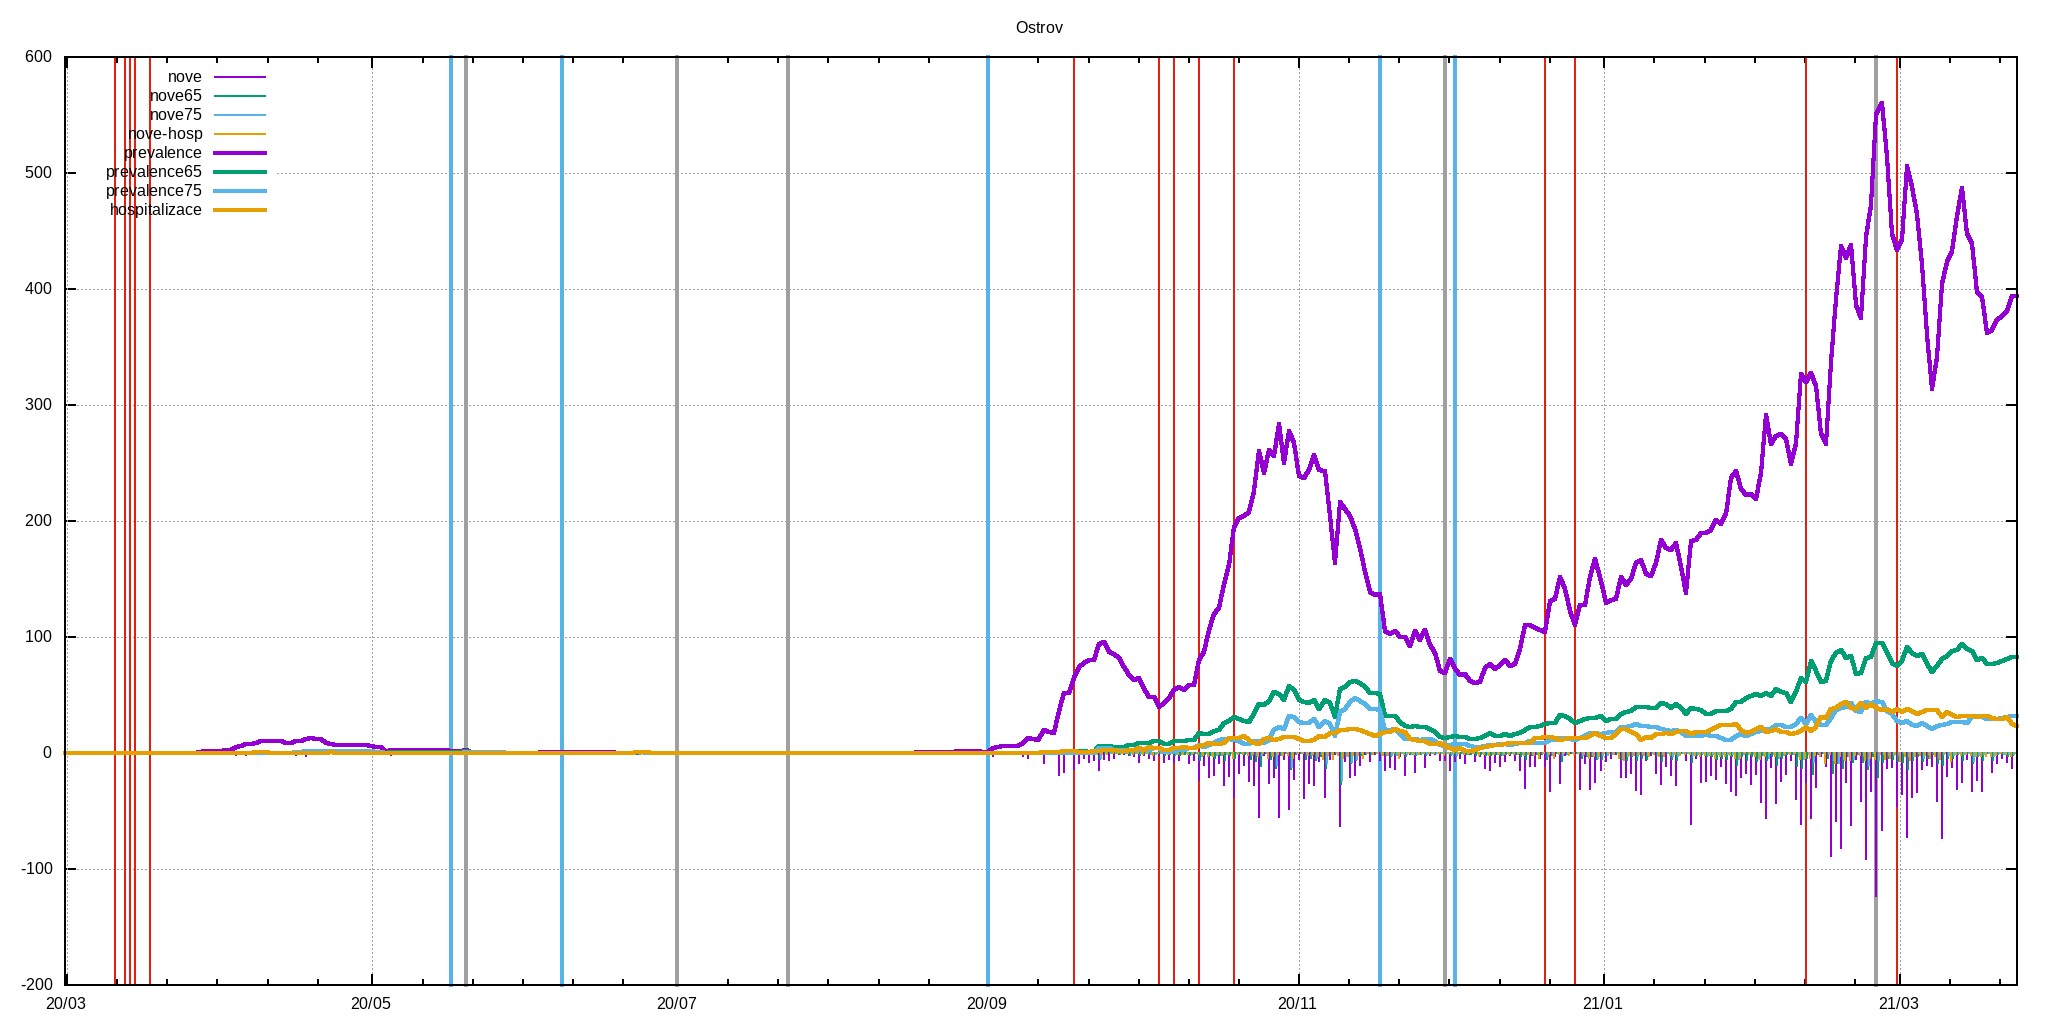 Ostrov
600
500
400
300
200
100
0
-100
-200
nove
nove65
nove75
nove-hosp
prevalence
prevalence65
prevalence75
hospitalizace
20/03 20/05 20/07 20/09 20/11 21/01 21/03